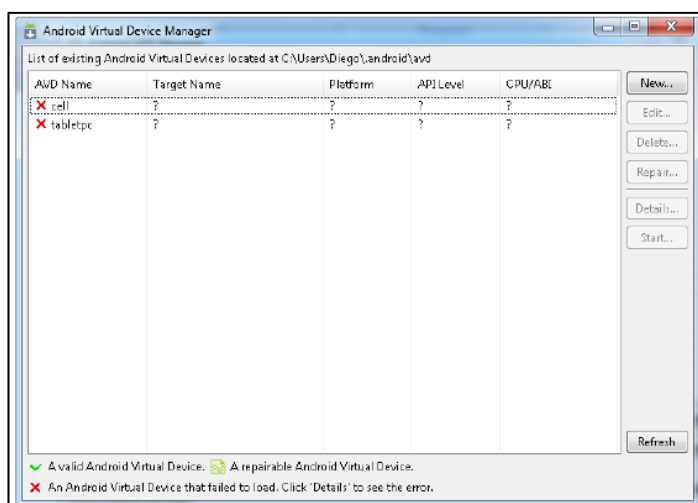 Android Virtual Device Manager
List of existing Android Virtual Devices located at C:\Users\Diego\.android\avd
AVD Name Target Name Platform API Level CPU/ABI
cell ? ? ? ?
tabletpc ? ? ? ?
New...
Edit...
Delete...
Repair...
Details...
Start...
Refresh
A valid Android Virtual Device. A repairable Android Virtual Device.
An Android Virtual Device that failed to load. Click 'Details' to see the error.